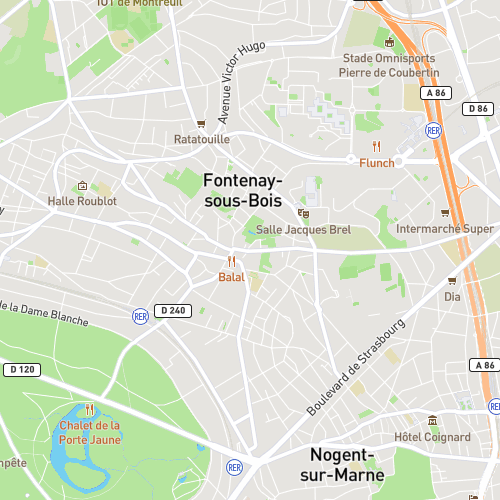 IUT de Montreuil
Avenue Victor Hugo
Stade Omnisports
Pierre de Coubertin
A 86
D 86
RER
Ratatouille
Flunch
Fontenay-
sous-Bois
Halle Roublot
Salle Jacques Brel
Intermarché Super
Balal
Dia
de la Dame Blanche
RER
D 240
Boulevard de Strasbourg
D 120
A 86
RER
Chalet de la
Porte Jaune
Hôtel Coignard
mpête
RER
Nogent-
sur-Marne